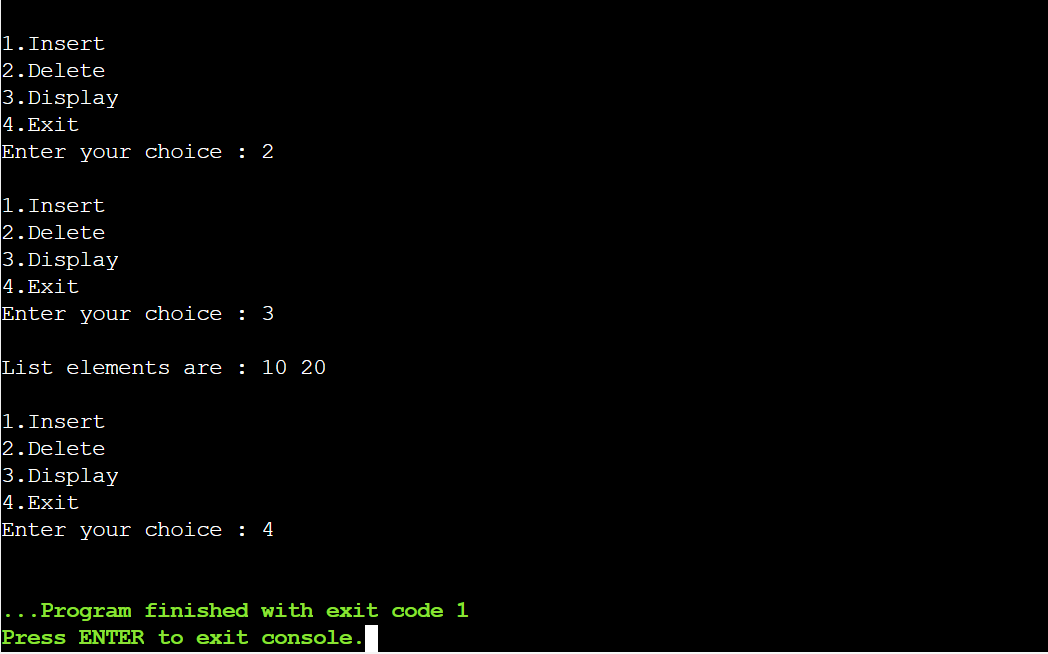 1.Insert
2.Delete
3.Display
4.Exit
Enter your choice : 2
1.Insert
2.Delete
3.Display
4.Exit
Enter your choice : 3
List elements are : 10 20
1.Insert
2.Delete
3.Display
4.Exit
Enter your choice : 4
...Program finished with exit code 1
Press ENTER to exit console.